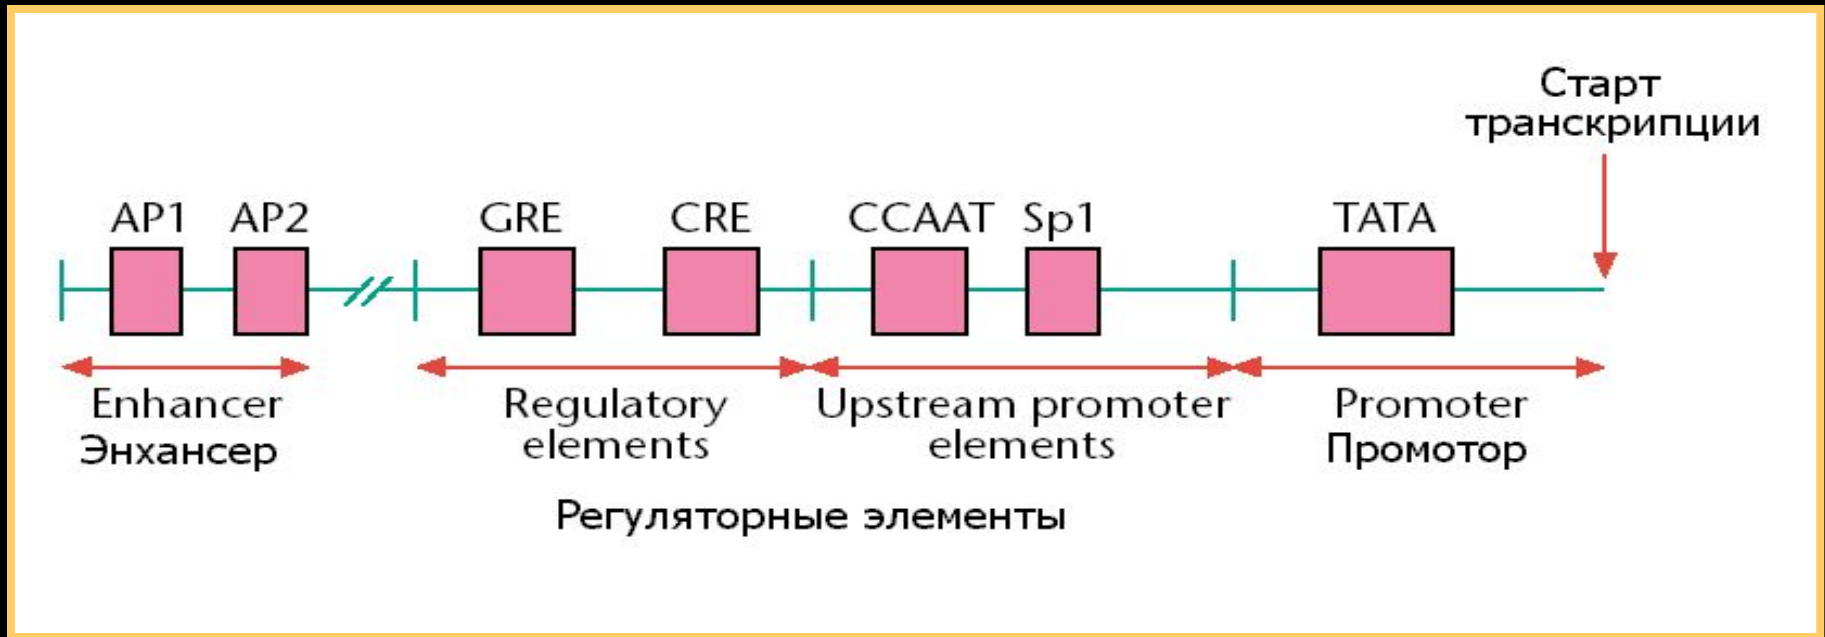 Старт
транскрипции
AP1 AP2 GRE CRE CCAAT Sp1 TATA
Enhancer
Энхансер
Regulatory
elements
Upstream promoter
elements
Promoter
Промотор
Регуляторные элементы